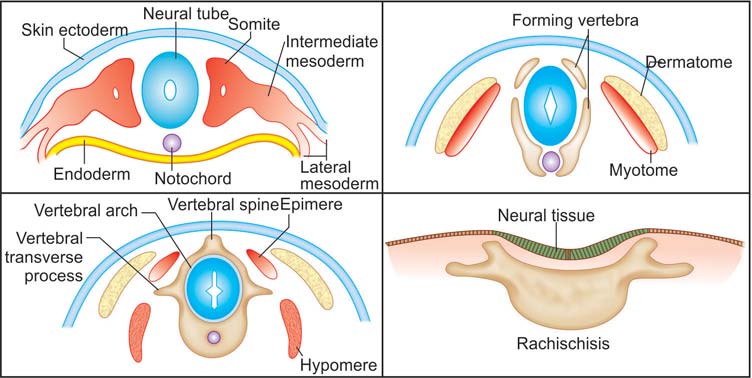 Neural tube
Skin ectoderm
Somite
Intermediate
mesoderm
Endoderm
Notochord
Lateral
mesoderm
Forming vertebra
Dermatome
Myotome
Vertebral arch
Vertebral spine
Epimere
Vertebral
transverse
process
Hypomere
Neural tissue
Rachischisis